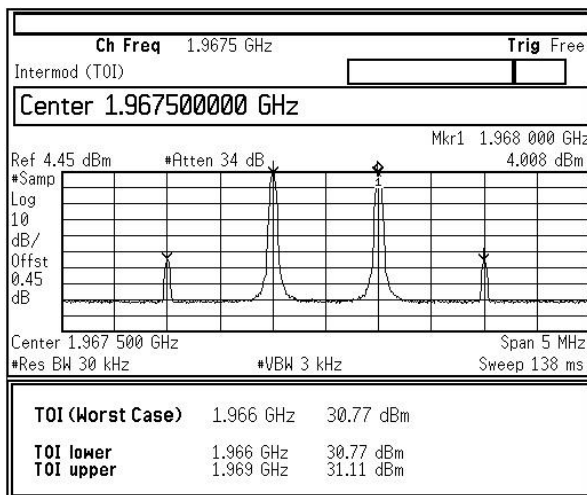 Ch Freq 1.9675 GHz Trig Free
Intermod (TOI)
Center 1.967500000 GHz
Mkr1 1.968 000 GHz
Ref 4.45 dBm #Atten 34 dB 4.008 dBm
#Samp
Log
10
dB/
Offst
0.45
dB
1
Center 1.967 500 GHz Span 5 MHz
#Res BW 30 kHz #VBW 3 kHz Sweep 138 ms
TOI (Worst Case) 1.966 GHz 30.77 dBm
TOI lower 1.966 GHz 30.77 dBm
TOI upper 1.969 GHz 31.11 dBm